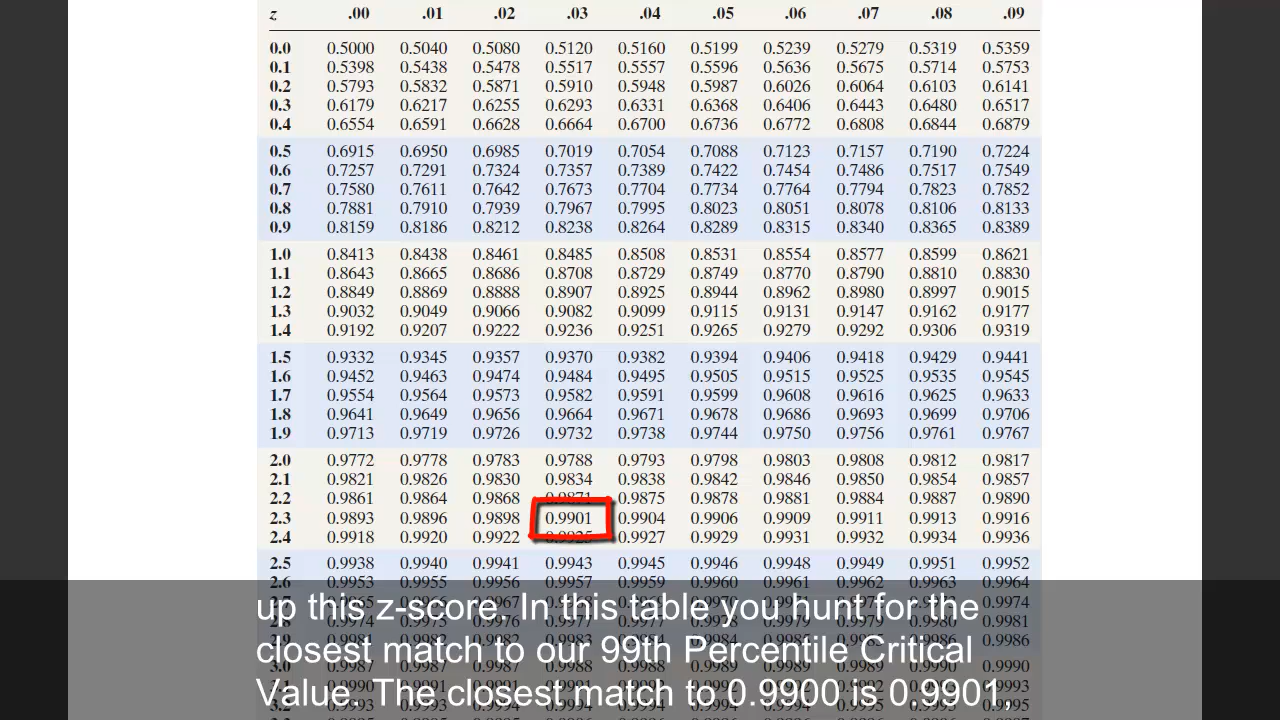 z .00 .01 .02 .03 .04 .05 .06 .07 .08 .09
0.0 0.5000 0.5040 0.5080 0.5120 0.5160 0.5199 0.5239 0.5279 0.5319 0.5359
0.1 0.5398 0.5438 0.5478 0.5517 0.5557 0.5596 0.5636 0.5675 0.5714 0.5753
0.2 0.5793 0.5832 0.5871 0.5910 0.5948 0.5987 0.6026 0.6064 0.6103 0.6141
0.3 0.6179 0.6217 0.6255 0.6293 0.6331 0.6368 0.6406 0.6443 0.6480 0.6517
0.4 0.6554 0.6591 0.6628 0.6664 0.6700 0.6736 0.6772 0.6808 0.6844 0.6879
0.5 0.6915 0.6950 0.6985 0.7019 0.7054 0.7088 0.7123 0.7157 0.7190 0.7224
0.6 0.7257 0.7291 0.7324 0.7357 0.7389 0.7422 0.7454 0.7486 0.7517 0.7549
0.7 0.7580 0.7611 0.7642 0.7673 0.7704 0.7734 0.7764 0.7794 0.7823 0.7852
0.8 0.7881 0.7910 0.7939 0.7967 0.7995 0.8023 0.8051 0.8078 0.8106 0.8133
0.9 0.8159 0.8186 0.8212 0.8238 0.8264 0.8289 0.8315 0.8340 0.8365 0.8389
1.0 0.8413 0.8438 0.8461 0.8485 0.8508 0.8531 0.8554 0.8577 0.8599 0.8621
1.1 0.8643 0.8665 0.8686 0.8708 0.8729 0.8749 0.8770 0.8790 0.8810 0.8830
1.2 0.8849 0.8869 0.8888 0.8907 0.8925 0.8944 0.8962 0.8980 0.8997 0.9015
1.3 0.9032 0.9049 0.9066 0.9082 0.9099 0.9115 0.9131 0.9147 0.9162 0.9177
1.4 0.9192 0.9207 0.9222 0.9236 0.9251 0.9265 0.9279 0.9292 0.9306 0.9319
1.5 0.9332 0.9345 0.9357 0.9370 0.9382 0.9394 0.9406 0.9418 0.9429 0.9441
1.6 0.9452 0.9463 0.9474 0.9484 0.9495 0.9505 0.9515 0.9525 0.9535 0.9545
1.7 0.9554 0.9564 0.9573 0.9582 0.9591 0.9599 0.9608 0.9616 0.9625 0.9633
1.8 0.9641 0.9649 0.9656 0.9664 0.9671 0.9678 0.9686 0.9693 0.9699 0.9706
1.9 0.9713 0.9719 0.9726 0.9732 0.9738 0.9744 0.9750 0.9756 0.9761 0.9767
2.0 0.9772 0.9778 0.9783 0.9788 0.9793 0.9798 0.9803 0.9808 0.9812 0.9817
2.1 0.9821 0.9826 0.9830 0.9834 0.9838 0.9842 0.9846 0.9850 0.9854 0.9857
2.2 0.9861 0.9864 0.9868 0.9871 0.9875 0.9878 0.9881 0.9884 0.9887 0.9890
2.3 0.9893 0.9896 0.9898 0.9901 0.9904 0.9906 0.9909 0.9911 0.9913 0.9916
2.4 0.9918 0.9920 0.9922 0.9925 0.9927 0.9929 0.9931 0.9932 0.9934 0.9936
2.5 0.9938 0.9940 0.9941 0.9943 0.9945 0.9946 0.9948 0.9949 0.9951 0.9952
2.6 0.9953 0.9955 0.9956 0.9957 0.9959 0.9960 0.9961 0.9962 0.9963 0.9964
up this z-score. In this table you hunt for the
closest match to our 99th Percentile Critical
Value. The closest match to 0.9900 is 0.9901,